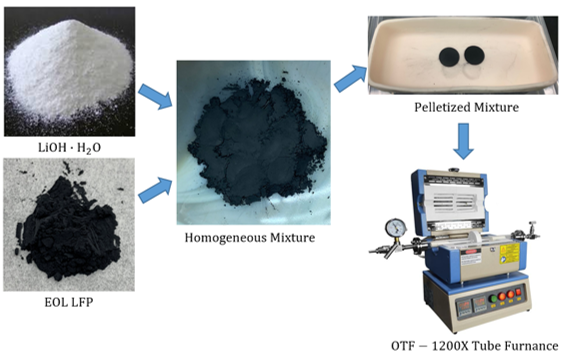 LiOH · H₂O
EOL LFP
Homogeneous Mixture
Pelletized Mixture
OTF − 1200X Tube Furnance